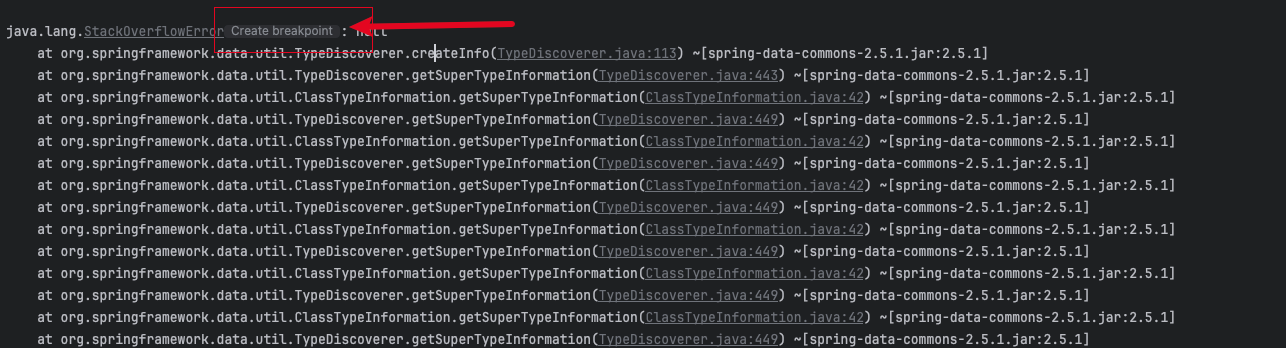 java.lang.StackOverflowError Create breakpoint : null
at org.springframework.data.util.TypeDiscoverer.createInfo(TypeDiscoverer.java:113) ~[spring-data-commons-2.5.1.jar:2.5.1]
at org.springframework.data.util.TypeDiscoverer.getSuperTypeInformation(TypeDiscoverer.java:443) ~[spring-data-commons-2.5.1.jar:2.5.1]
at org.springframework.data.util.ClassTypeInformation.getSuperTypeInformation(ClassTypeInformation.java:42) ~[spring-data-commons-2.5.1.jar:2.5.1]
at org.springframework.data.util.TypeDiscoverer.getSuperTypeInformation(TypeDiscoverer.java:449) ~[spring-data-commons-2.5.1.jar:2.5.1]
at org.springframework.data.util.ClassTypeInformation.getSuperTypeInformation(ClassTypeInformation.java:42) ~[spring-data-commons-2.5.1.jar:2.5.1]
at org.springframework.data.util.TypeDiscoverer.getSuperTypeInformation(TypeDiscoverer.java:449) ~[spring-data-commons-2.5.1.jar:2.5.1]
at org.springframework.data.util.ClassTypeInformation.getSuperTypeInformation(ClassTypeInformation.java:42) ~[spring-data-commons-2.5.1.jar:2.5.1]
at org.springframework.data.util.TypeDiscoverer.getSuperTypeInformation(TypeDiscoverer.java:449) ~[spring-data-commons-2.5.1.jar:2.5.1]
at org.springframework.data.util.ClassTypeInformation.getSuperTypeInformation(ClassTypeInformation.java:42) ~[spring-data-commons-2.5.1.jar:2.5.1]
at org.springframework.data.util.TypeDiscoverer.getSuperTypeInformation(TypeDiscoverer.java:449) ~[spring-data-commons-2.5.1.jar:2.5.1]
at org.springframework.data.util.ClassTypeInformation.getSuperTypeInformation(ClassTypeInformation.java:42) ~[spring-data-commons-2.5.1.jar:2.5.1]
at org.springframework.data.util.TypeDiscoverer.getSuperTypeInformation(TypeDiscoverer.java:449) ~[spring-data-commons-2.5.1.jar:2.5.1]
at org.springframework.data.util.ClassTypeInformation.getSuperTypeInformation(ClassTypeInformation.java:42) ~[spring-data-commons-2.5.1.jar:2.5.1]
at org.springframework.data.util.TypeDiscoverer.getSuperTypeInformation(TypeDiscoverer.java:449) ~[spring-data-commons-2.5.1.jar:2.5.1]